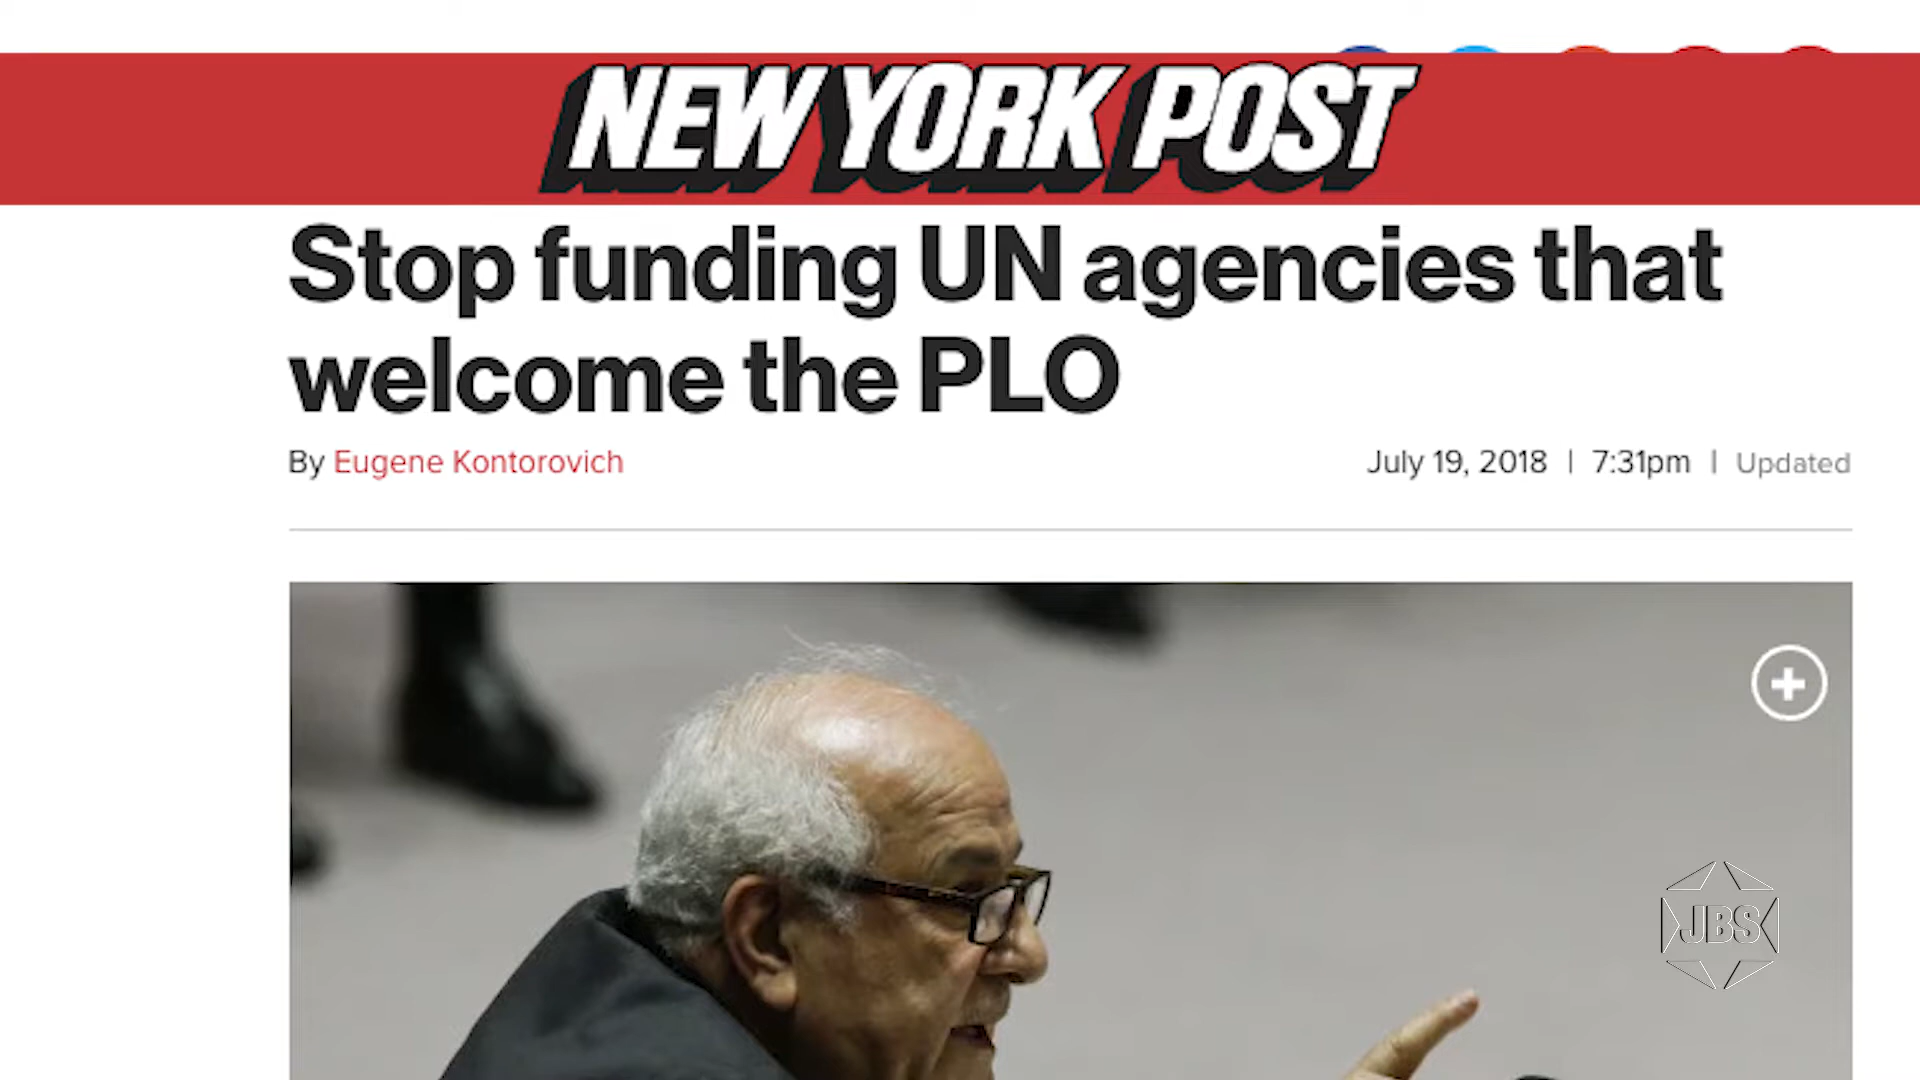 NEW YORK POST
Stop funding UN agencies that
welcome the PLO
By Eugene Kontorovich July 19, 2018 | 7:31pm | Updated
JBS